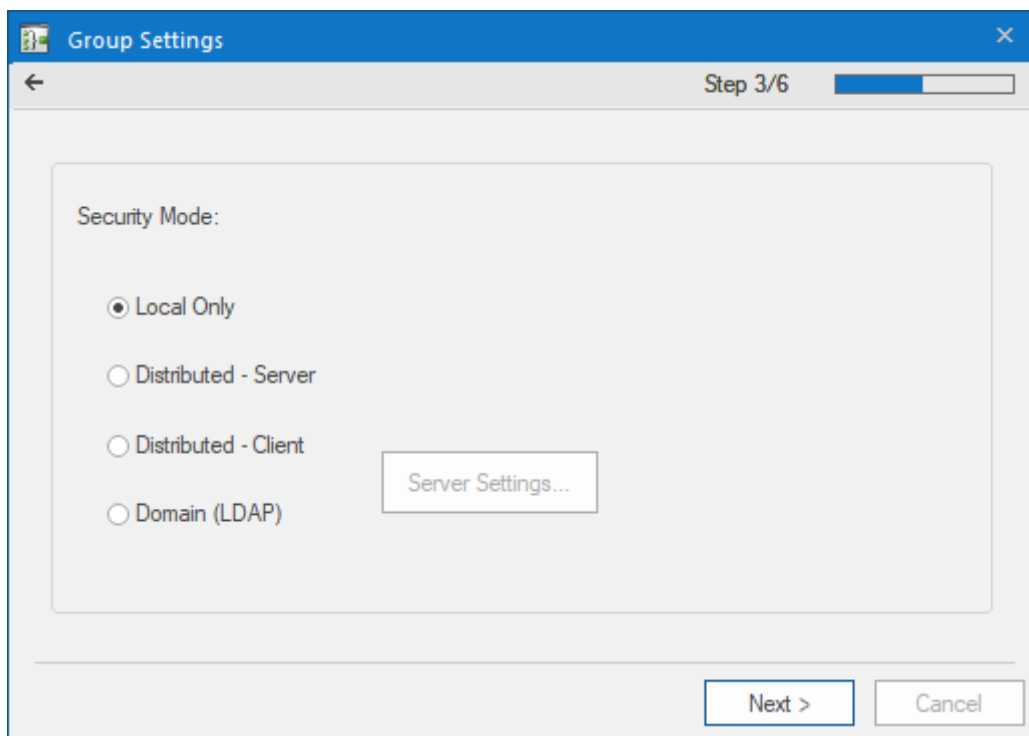 Group Settings
Step 3/6
Security Mode:
Local Only
Distributed - Server
Distributed - Client
Server Settings...
Domain (LDAP)
Next >
Cancel